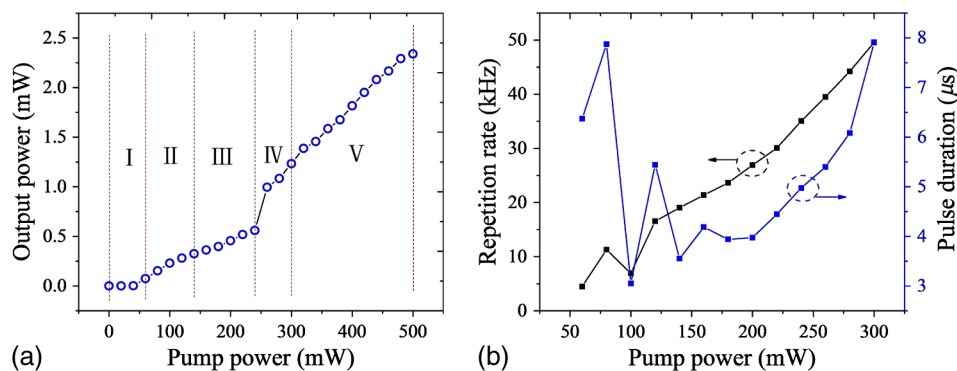 2.5
2.0
1.5
1.0
0.5
0.0
Output power (mW)
I II III IV V
0 100 200 300 400 500
Pump power (mW)
(a)
50
40
30
20
10
0
Repetition rate (kHz)
8
7
6
5
4
3
Pulse duration (μs)
50 100 150 200 250 300
Pump power (mW)
(b)